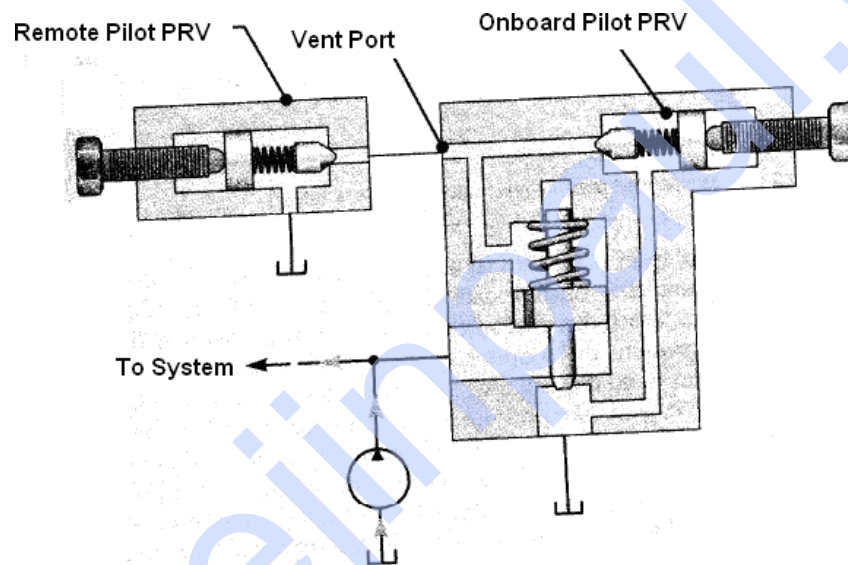 Remote Pilot PRV
Vent Port
Onboard Pilot PRV
To System